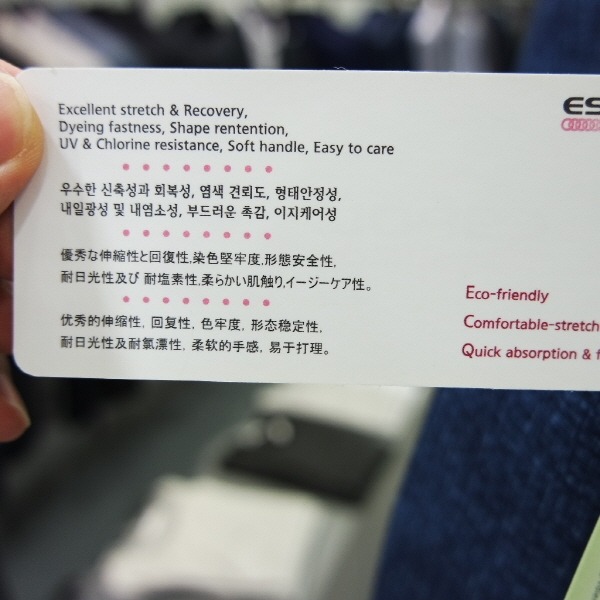 Excellent stretch & Recovery,
Dyeing fastness, Shape rentention,
UV & Chlorine resistance, Soft handle, Easy to care
우수한 신축성과 회복성, 염색 견뢰도, 형태안정성,
내일광성 및 내염소성, 부드러운 촉감, 이지케어성
優秀な伸縮性と回復性,染色堅牢度,形態安全性,
耐日光性及び 耐塩素性,柔らかい肌触り,イージーケア性。
优秀的伸缩性, 回复性, 色牢度, 形态稳定性,
耐日光性及耐氯漂性, 柔软的手感, 易于打理。
ES
Eco-friendly
Comfortable-stretch
Quick absorption &